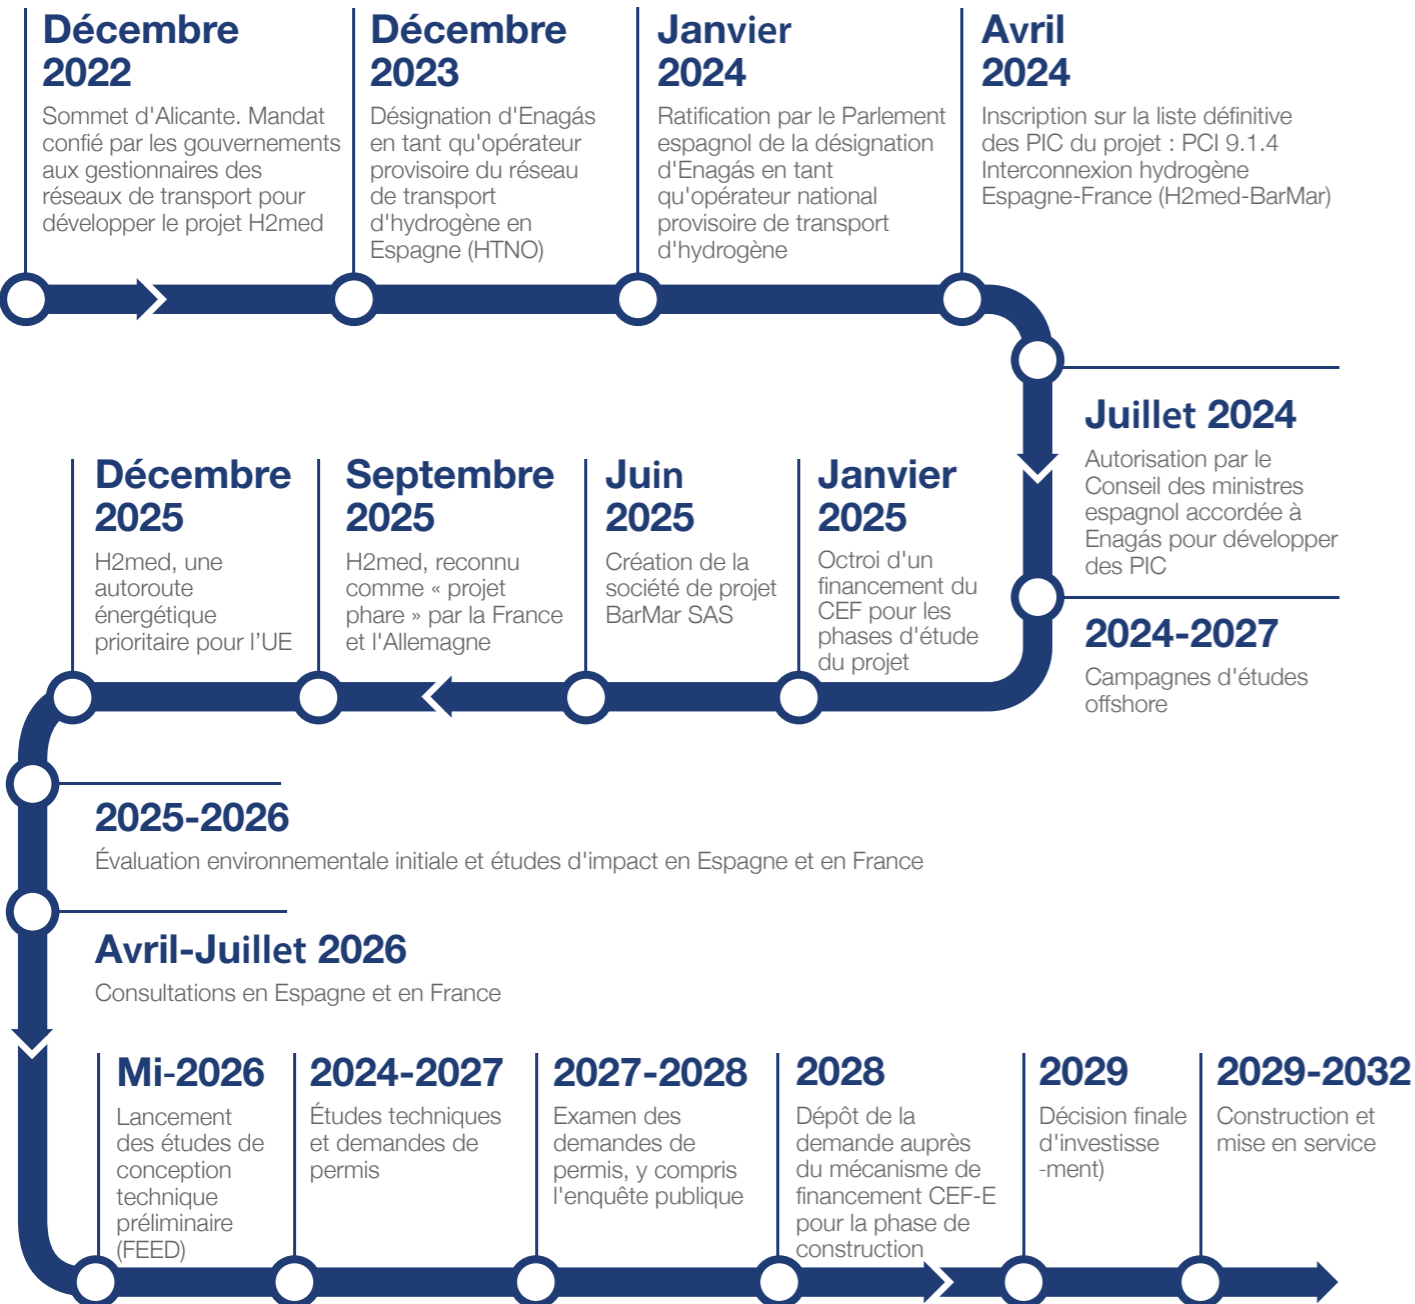 Décembre
2022
Sommet d'Alicante. Mandat
confié par les gouvernements
aux gestionnaires des
réseaux de transport pour
développer le projet H2med
Décembre
2023
Désignation d'Enagás
en tant qu'opérateur
provisoire du réseau
de transport
d'hydrogène en
Espagne (HTNO)
Janvier
2024
Ratification par le Parlement
espagnol de la désignation
d'Enagás en tant
qu'opérateur national
provisoire de transport
d'hydrogène
Avril
2024
Inscription sur la liste définitive
des PIC du projet : PCI 9.1.4
Interconnexion hydrogène
Espagne-France (H2med-BarMar)
Juillet 2024
Autorisation par le
Conseil des ministres
espagnol accordée à
Enagás pour développer
des PIC
2024-2027
Campagnes d'études
offshore
Janvier
2025
Octroi d'un
financement du
CEF pour les
phases d'étude
du projet
Juin
2025
Création de la
société de projet
BarMar SAS
Septembre
2025
H2med, reconnu
comme « projet
phare » par la France
et l'Allemagne
Décembre
2025
H2med, une
autoroute
énergétique
prioritaire pour l’UE
2025-2026
Évaluation environnementale initiale et études d'impact en Espagne et en France
Avril-Juillet 2026
Consultations en Espagne et en France
Mi-2026
Lancement
des études de
conception
technique
préliminaire
(FEED)
2024-2027
Études techniques
et demandes de
permis
2027-2028
Examen des
demandes de
permis, y compris
l'enquête publique
2028
Dépôt de la
demande auprès
du mécanisme de
financement CEF-E
pour la phase de
construction
2029
Décision finale
d'investisse
-ment)
2029-2032
Construction et
mise en service